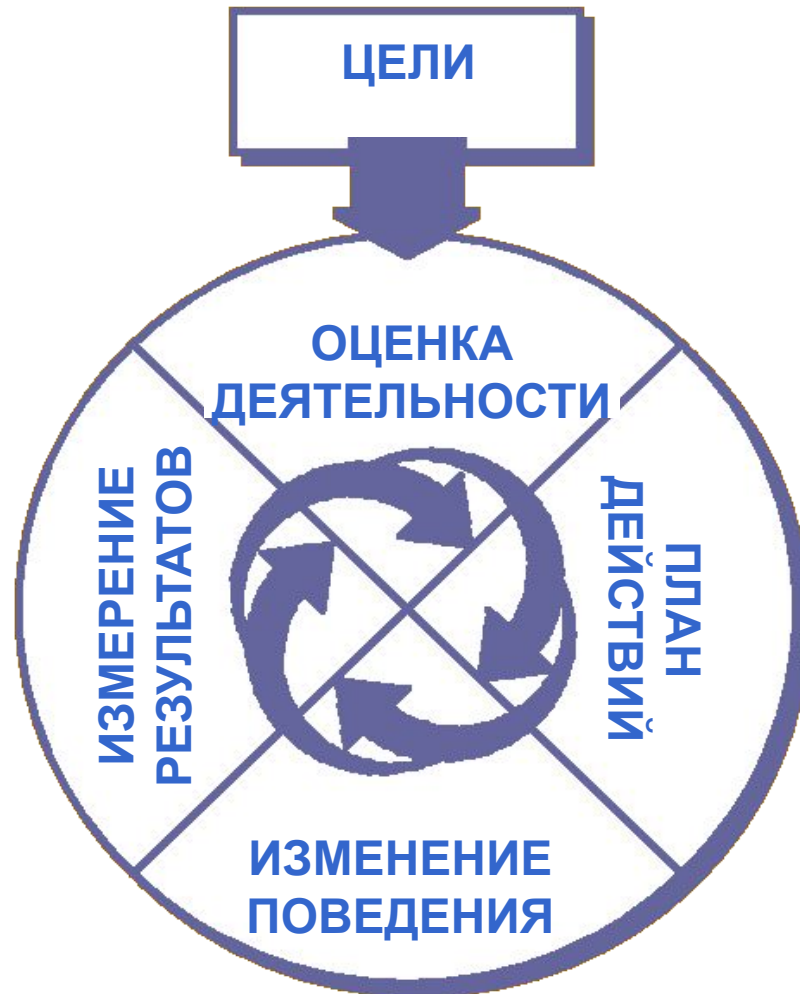 ЦЕЛИ
ОЦЕНКА
ДЕЯТЕЛЬНОСТИ
ПЛАН
ДЕЙСТВИЙ
ИЗМЕНЕНИЕ
ПОВЕДЕНИЯ
ИЗМЕРЕНИЕ
РЕЗУЛЬТАТОВ